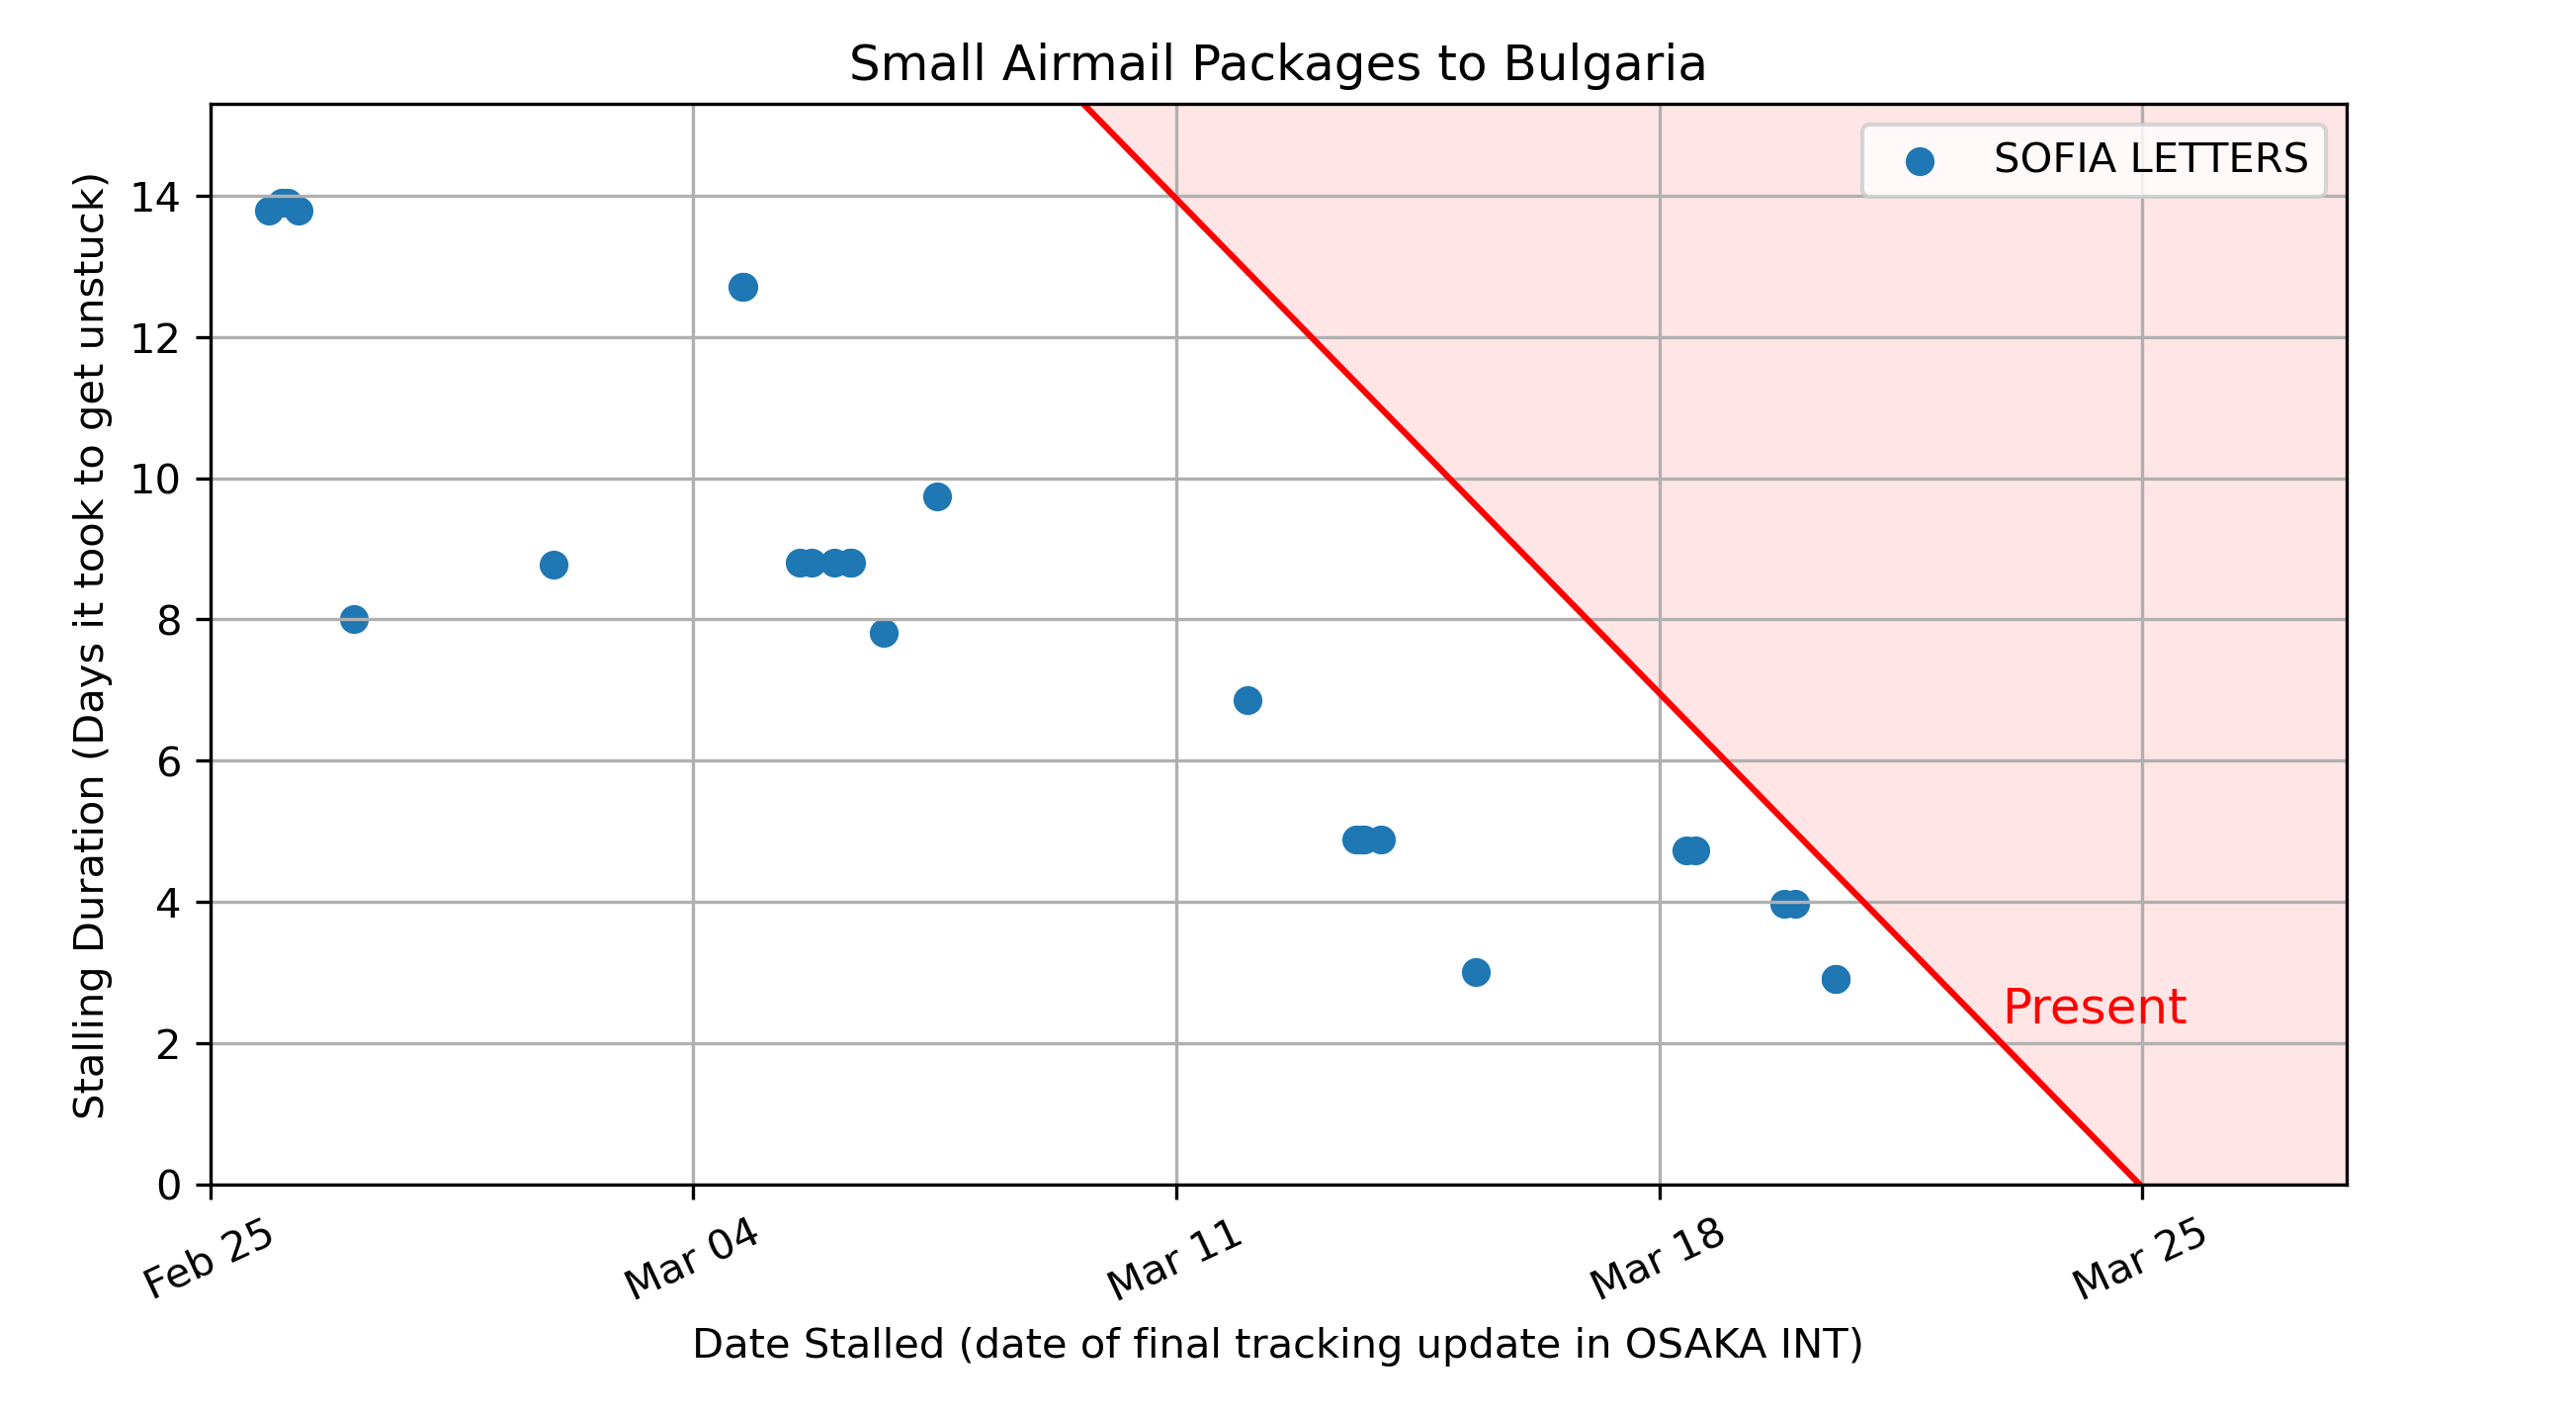 Small Airmail Packages to Bulgaria
SOFIA LETTERS
Stalling Duration (Days it took to get unstuck)
14
12
10
8
6
4
2
0
Present
Feb 25
Mar 04
Mar 11
Mar 18
Mar 25
Date Stalled (date of final tracking update in OSAKA INT)